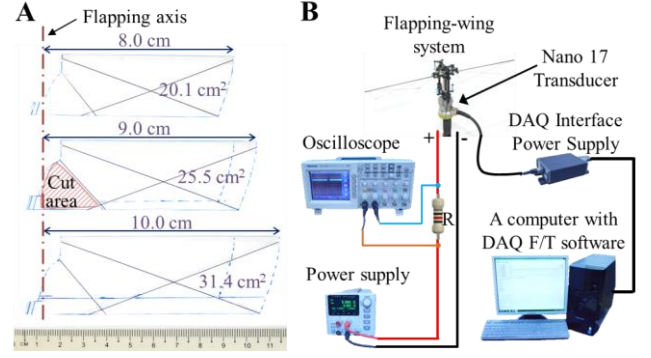 A
Flapping axis
8.0 cm
20.1 cm²
9.0 cm
25.5 cm²
Cut
area
10.0 cm
31.4 cm²
CM 1 2 3 4 5 6 7 8 9 10 11
B
Flapping-wing
system
Nano 17
Transducer
+
-
DAQ Interface
Power Supply
Oscilloscope
R
A computer with
DAQ F/T software
Power supply